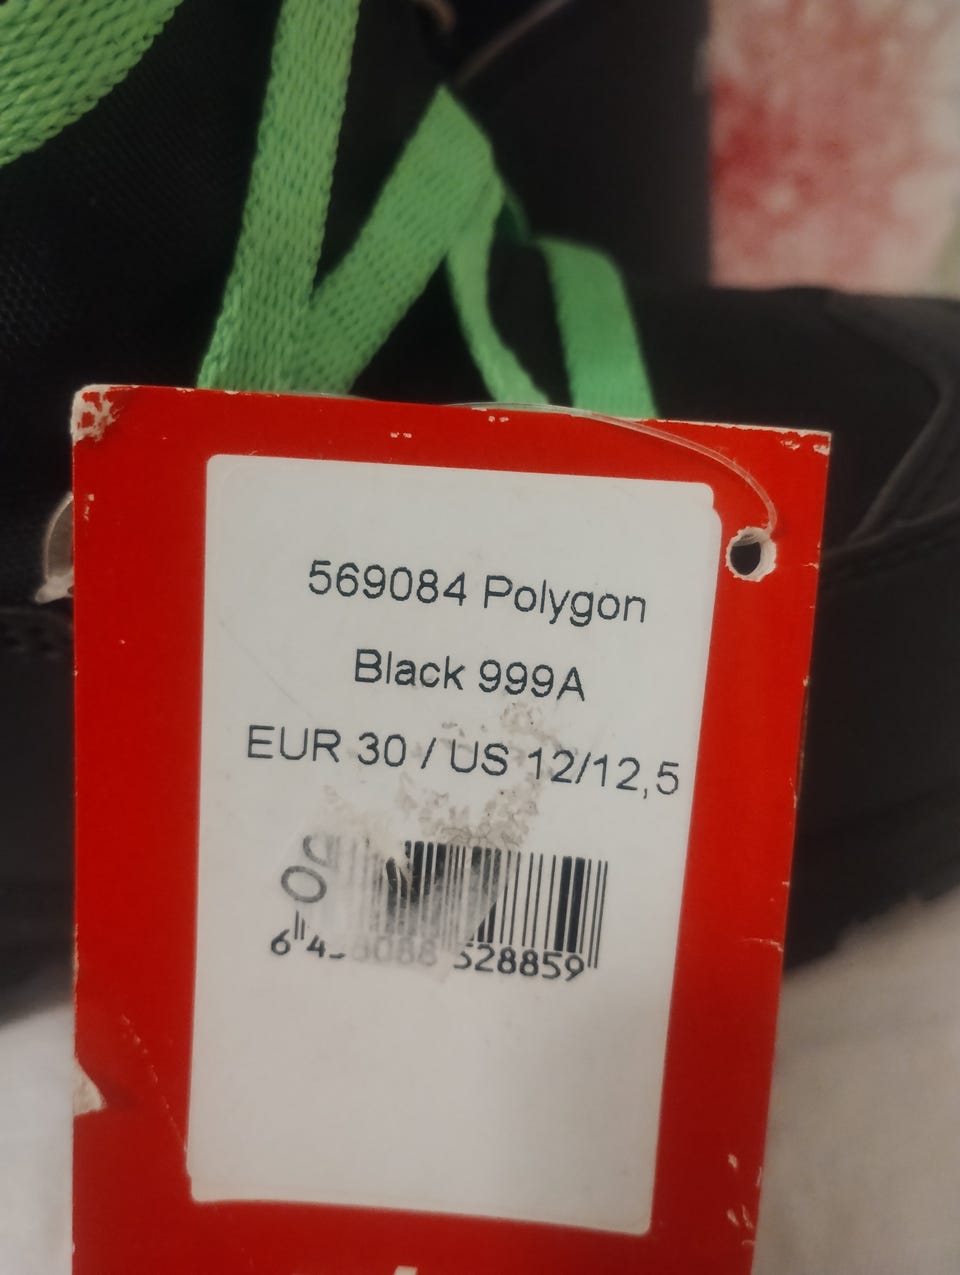 569084 Polygon
Black 999A
EUR 30 / US 12/12,5